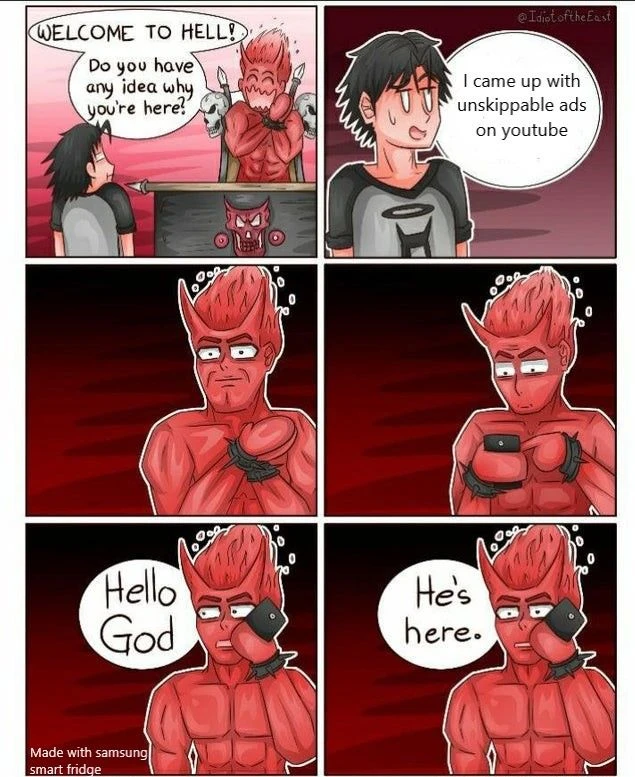 @IdiotoftheEast
WELCOME TO HELL!
Do you have
any idea why
you're here?
I came up with
unskippable ads
on youtube
Hello
God
He's
here.
Made with samsung
smart fridge